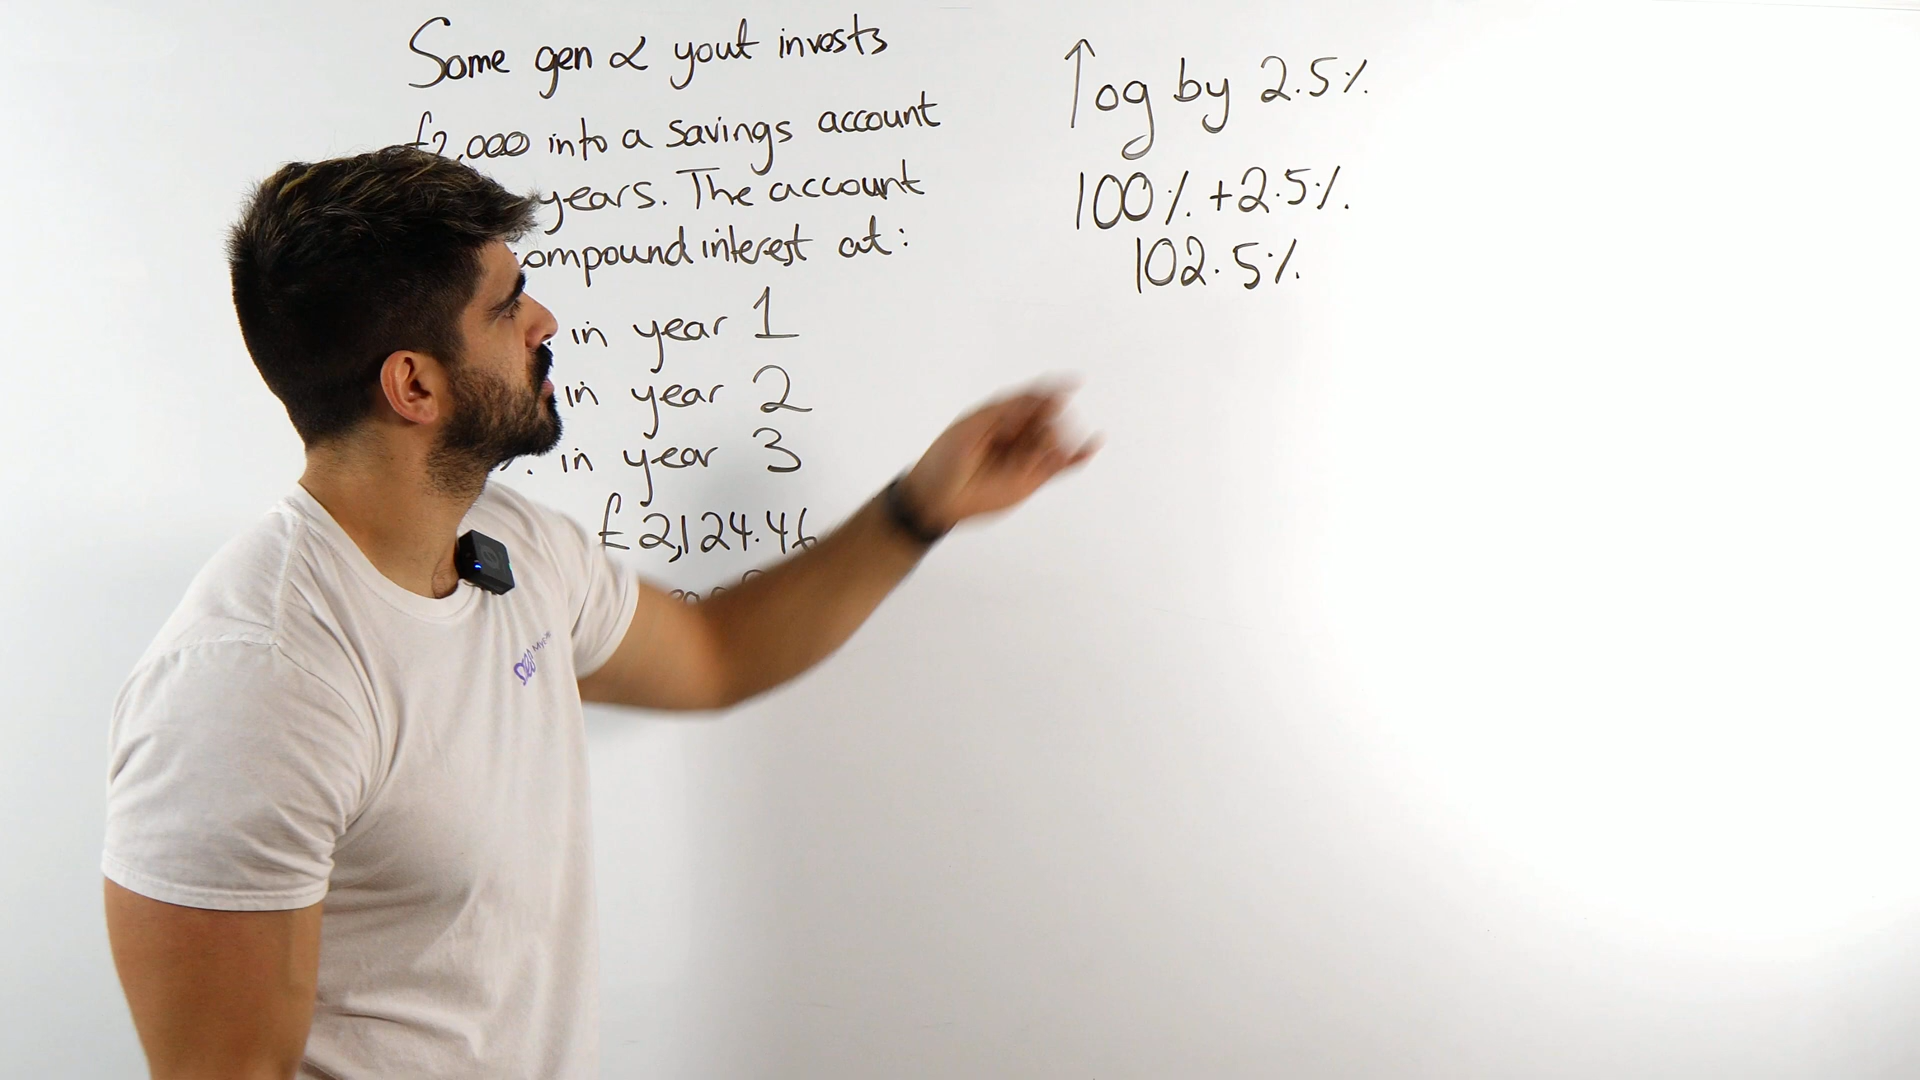 Some gen α yout invests
£2,000 into a savings account
years. The account
compound interest at:
in year 1
in year 2
% in year 3
£2,124.46
↑ og by 2.5%
100% + 2.5%
102.5%